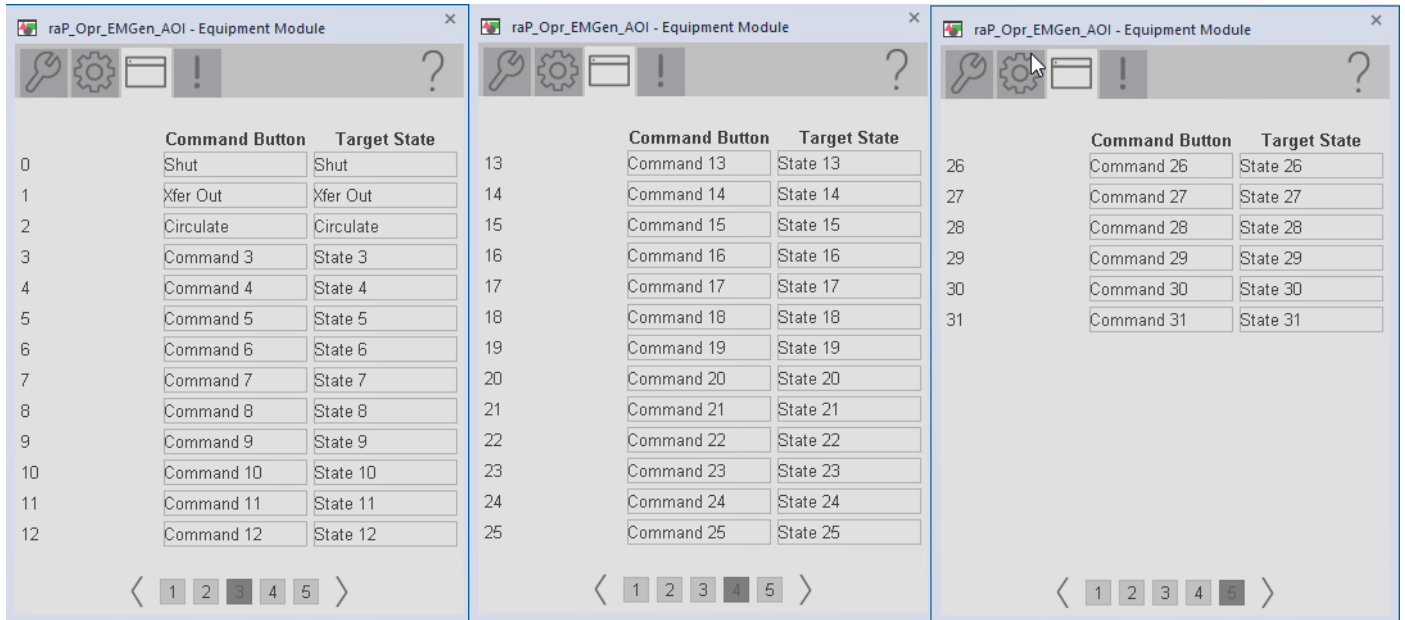 raP_Opr_EMGen_AOI - Equipment Module
Command Button Target State
0 Shut Shut
1 Xfer Out Xfer Out
2 Circulate Circulate
3 Command 3 State 3
4 Command 4 State 4
5 Command 5 State 5
6 Command 6 State 6
7 Command 7 State 7
8 Command 8 State 8
9 Command 9 State 9
10 Command 10 State 10
11 Command 11 State 11
12 Command 12 State 12
1 2 3 4 5
raP_Opr_EMGen_AOI - Equipment Module
Command Button Target State
13 Command 13 State 13
14 Command 14 State 14
15 Command 15 State 15
16 Command 16 State 16
17 Command 17 State 17
18 Command 18 State 18
19 Command 19 State 19
20 Command 20 State 20
21 Command 21 State 21
22 Command 22 State 22
23 Command 23 State 23
24 Command 24 State 24
25 Command 25 State 25
1 2 3 4 5
raP_Opr_EMGen_AOI - Equipment Module
Command Button Target State
26 Command 26 State 26
27 Command 27 State 27
28 Command 28 State 28
29 Command 29 State 29
30 Command 30 State 30
31 Command 31 State 31
1 2 3 4 5